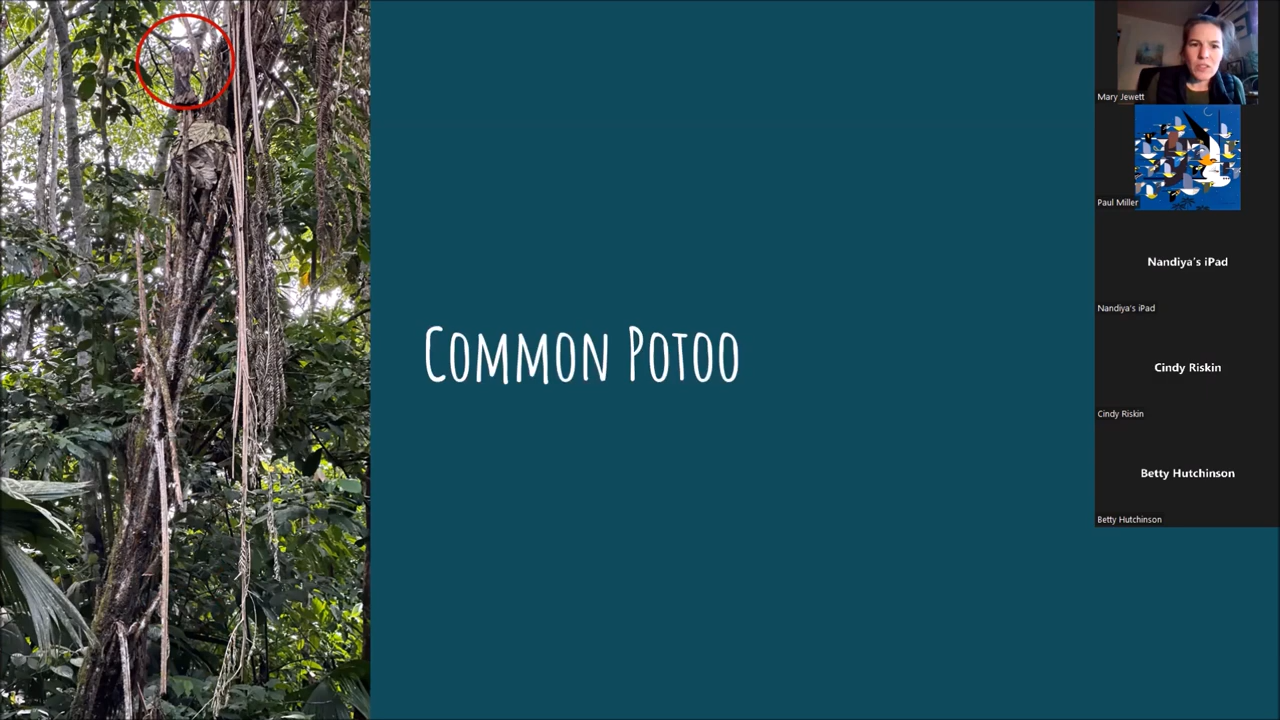 Common Potoo
Mary Jewett
Paul Miller
Nandiya's iPad
Nandiya's iPad
Cindy Riskin
Cindy Riskin
Betty Hutchinson
Betty Hutchinson